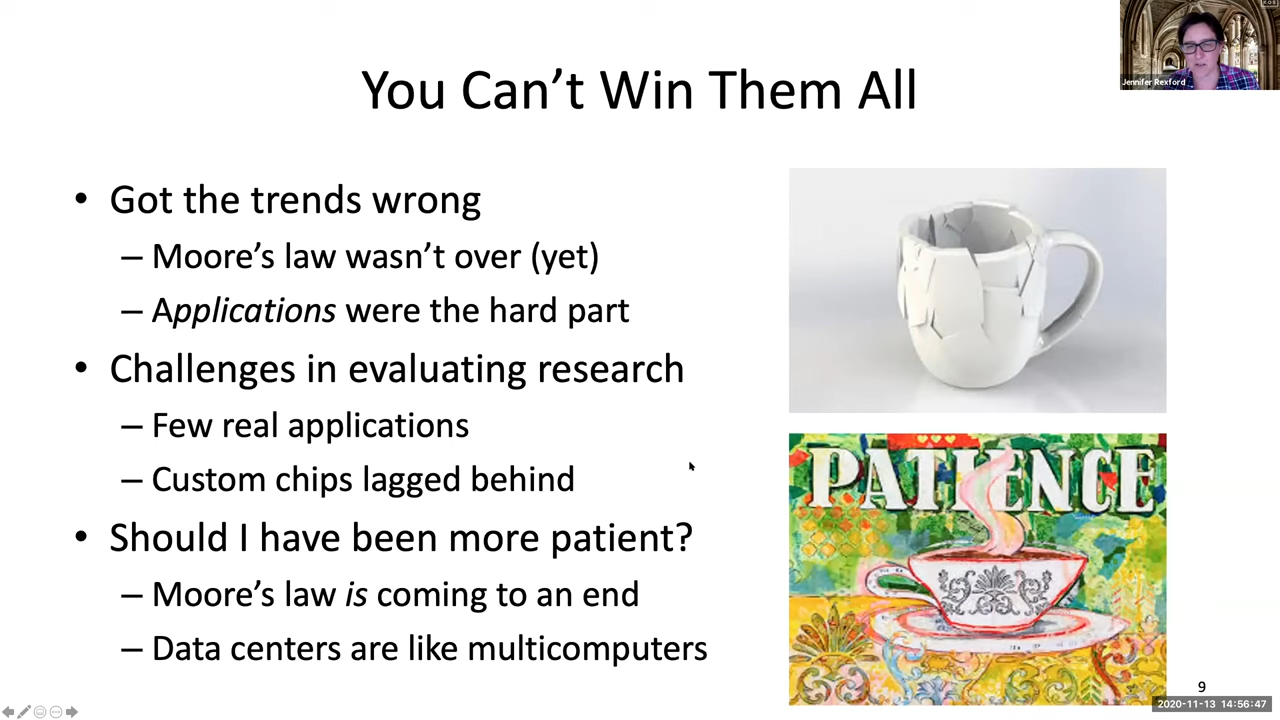 You Can’t Win Them All
Jennifer Rexford
• Got the trends wrong
– Moore’s law wasn’t over (yet)
– Applications were the hard part
• Challenges in evaluating research
– Few real applications
– Custom chips lagged behind
• Should I have been more patient?
– Moore’s law is coming to an end
– Data centers are like multicomputers
PATIENCE
9
2020-11-13 14:56:47